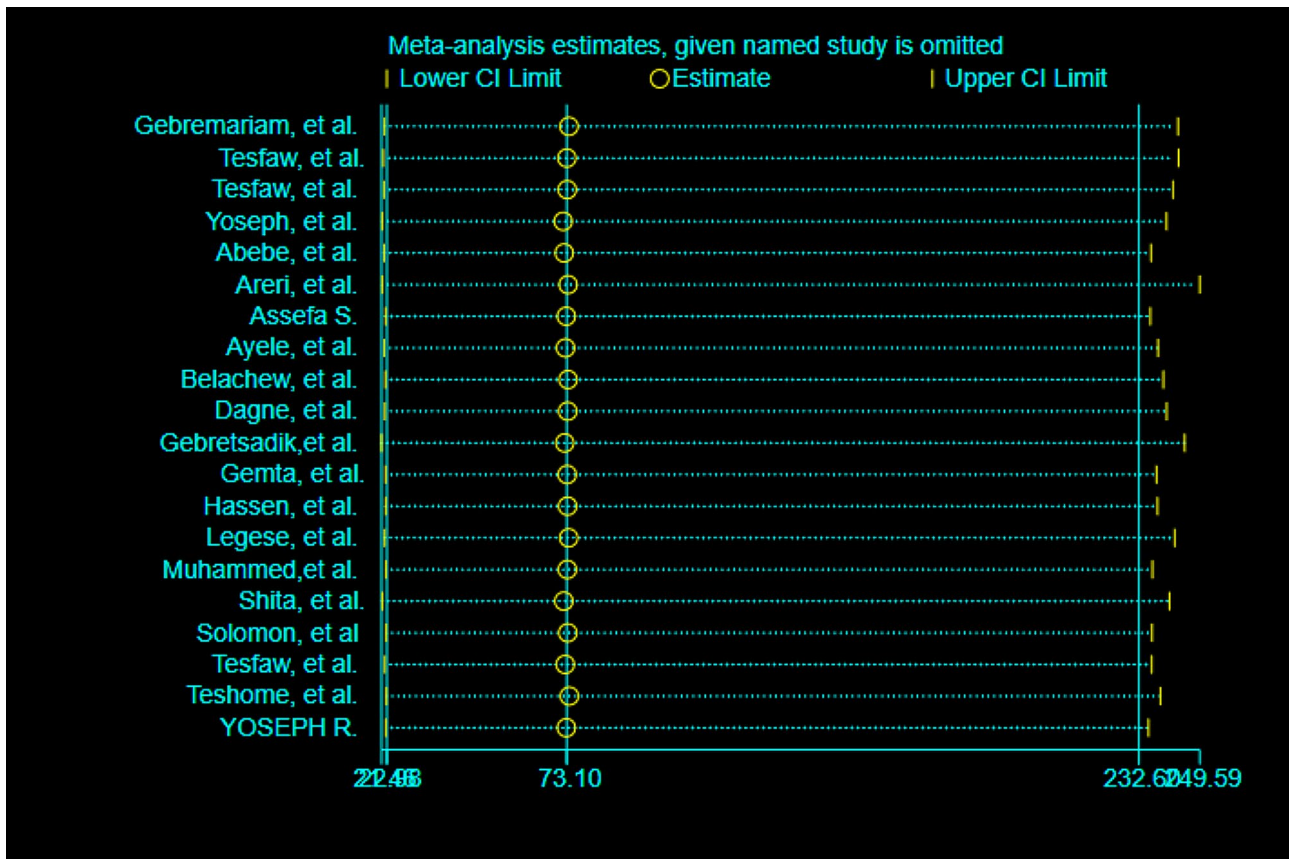 Meta-analysis estimates, given named study is omitted
Lower CI Limit Estimate Upper CI Limit
Gebremariam, et al.
Tesfaw, et al.
Tesfaw, et al.
Yoseph, et al.
Abebe, et al.
Areri, et al.
Assefa S.
Ayele, et al.
Belachew, et al.
Dagne, et al.
Gebretsadik,et al.
Gemta, et al.
Hassen, et al.
Legese, et al.
Muhammed,et al.
Shita, et al.
Solomon, et al
Tesfaw, et al.
Teshome, et al.
YOSEPH R.
73.10 249.59